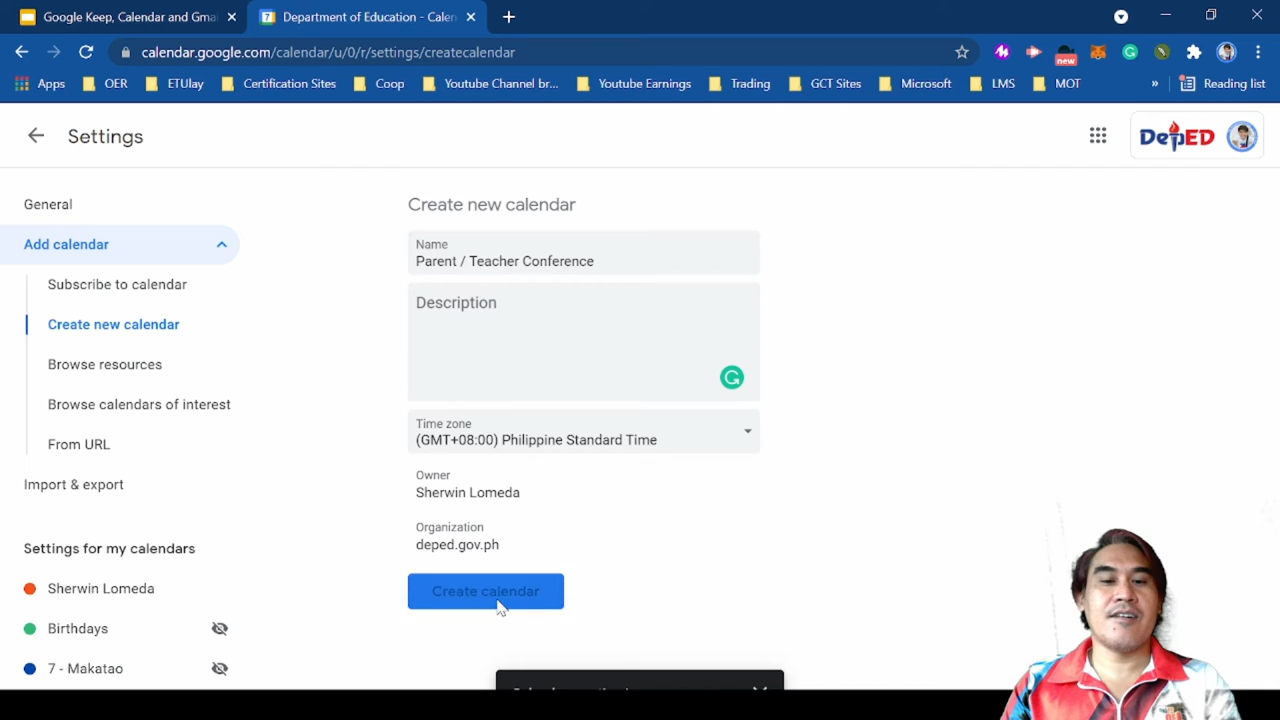 Google Keep, Calendar and Gma
Department of Education - Calen
calendar.google.com/calendar/u/0/r/settings/createcalendar
new
Apps
OER
ETUlay
Certification Sites
Coop
Youtube Channel br...
Youtube Earnings
Trading
GCT Sites
Microsoft
LMS
MOT
»
Reading list
Settings
DepED
General
Add calendar
Subscribe to calendar
Create new calendar
Browse resources
Browse calendars of interest
From URL
Import & export
Settings for my calendars
Sherwin Lomeda
Birthdays
7 - Makatao
Create new calendar
Name
Parent / Teacher Conference
Description
Time zone
(GMT+08:00) Philippine Standard Time
Owner
Sherwin Lomeda
Organization
deped.gov.ph
Create calendar